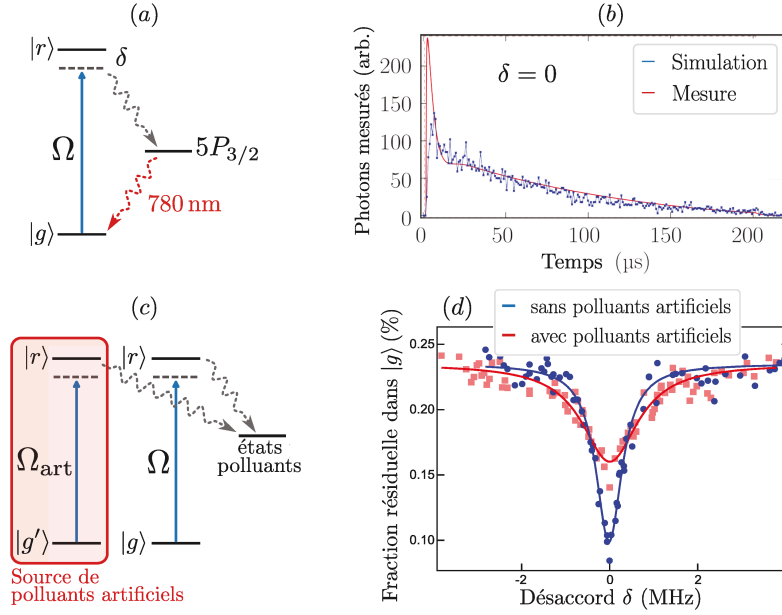 (a)
|r⟩
δ
Ω
5P3/2
780 nm
|g⟩
(b)
Photons mesurés (arb.)
200
150
100
50
0
δ = 0
Simulation
Mesure
0
50
100
150
200
Temps (µs)
(c)
|r⟩
|r⟩
Ωart
Ω
états
polluants
|g'⟩
|g⟩
Source de
polluants artificiels
(d)
sans polluants artificiels
avec polluants artificiels
Fraction résiduelle dans |g⟩ (%)
0.25
0.20
0.15
0.10
-2
0
2
Désaccord δ (MHz)